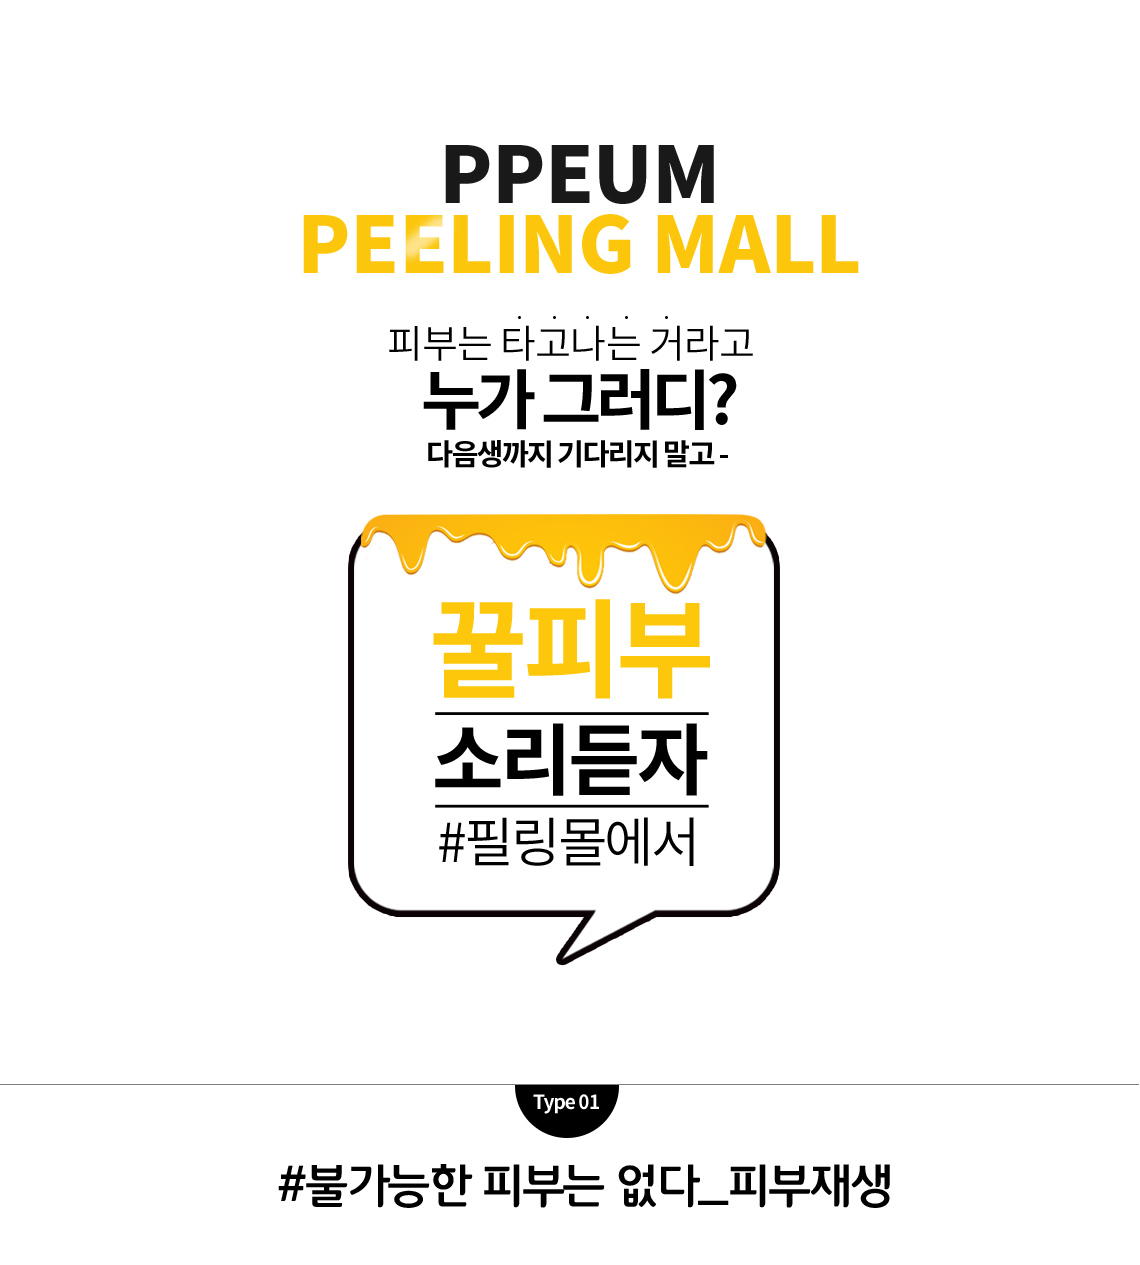 PPEUM
PEELING MALL
피부는 타고나는 거라고
누가 그러디?
다음생까지 기다리지 말고 -
꿀피부
소리듣자
#필링몰에서
Type 01
#불가능한 피부는 없다_피부재생